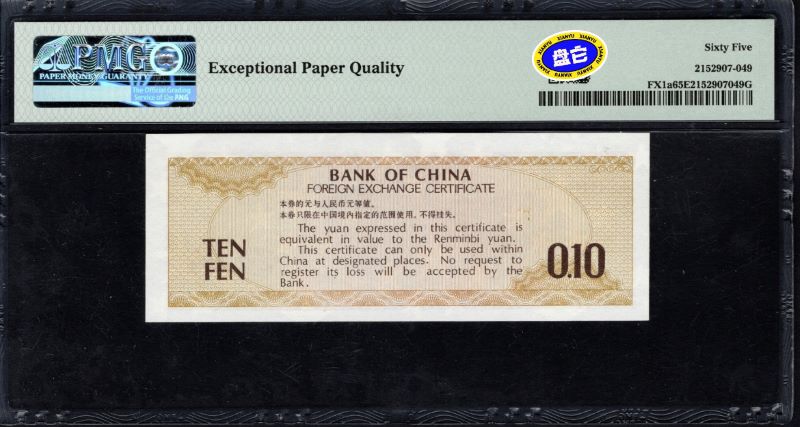 PMG
PAPER MONEY GUARANTY
The Official Grading
Service of the ANA
Exceptional Paper Quality
XIANYU XIANYU XIANYU XIANYU
盘它
Sixty Five
2152907-049
FX1a65E2152907049G
BANK OF CHINA
FOREIGN EXCHANGE CERTIFICATE
本券的元与人民币元等值。
本券只限在中国境内指定的范围使用。不得挂失。
The yuan expressed in this certificate is
equivalent in value to the Renminbi yuan.
This certificate can only be used within
China at designated places. No request to
register its loss will be accepted by the
Bank.
TEN
FEN
0.10